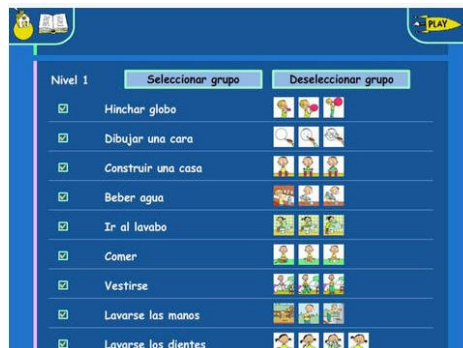 PLAY
Nivel 1 Seleccionar grupo Deseleccionar grupo
Hinchar globo
Dibujar una cara
Construir una casa
Beber agua
Ir al lavabo
Comer
Vestirse
Lavarse las manos
Lavarse los dientes